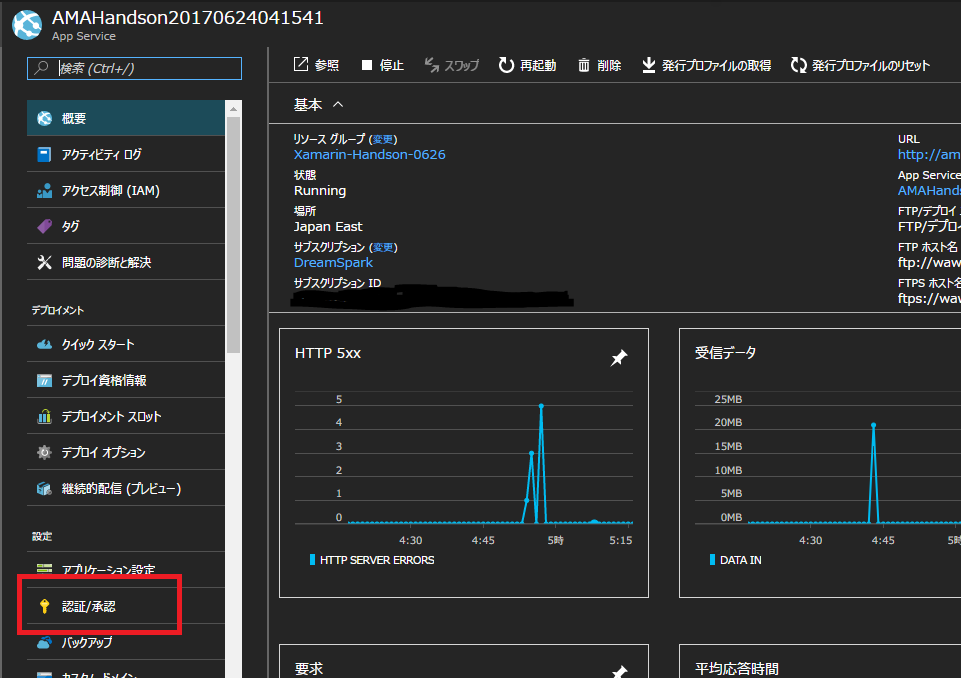 AMAHandson20170624041541
App Service
検索 (Ctrl+/)
概要
アクティビティ ログ
アクセス制御 (IAM)
タグ
問題の診断と解決
デプロイメント
クイック スタート
デプロイ資格情報
デプロイメント スロット
デプロイ オプション
継続的配信 (プレビュー)
設定
アプリケーション設定
認証/承認
バックアップ
カスタム ドメイン
参照 停止 スワップ 再起動 削除 発行プロファイルの取得 発行プロファイルのリセット
基本
リソース グループ (変更)
Xamarin-Handson-0626
状態
Running
場所
Japan East
サブスクリプション (変更)
DreamSpark
サブスクリプション ID
URL
http://am
App Service
AMAHands
FTP/デプロイ
FTP/デプロイ
FTP ホスト名
ftp://waw
FTPS ホスト名
ftps://wa
HTTP 5xx
5
4
3
2
1
0
4:30 4:45 5時 5:15
HTTP SERVER ERRORS
受信データ
25MB
20MB
15MB
10MB
5MB
0MB
4:30 4:45 5時
DATA IN
要求
平均応答時間